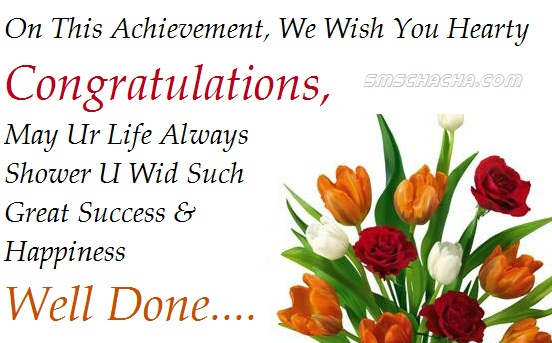 On This Achievement, We Wish You Hearty
Congratulations,
SMSCHACHA.COM
May Ur Life Always
Shower U Wid Such
Great Success &
Happiness
Well Done....